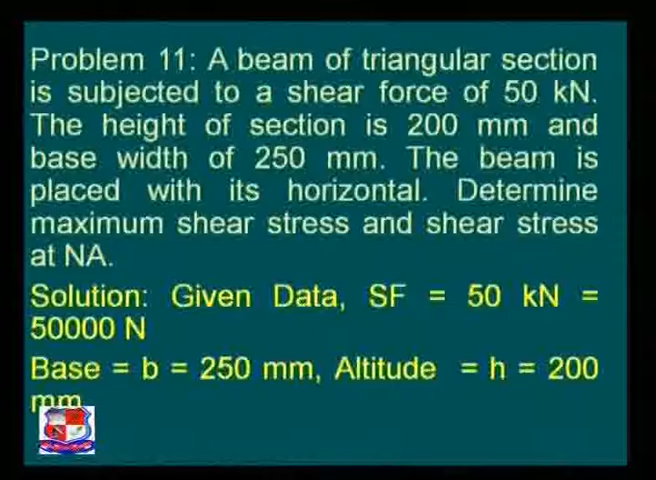 Problem 11: A beam of triangular section
is subjected to a shear force of 50 kN.
The height of section is 200 mm and
base width of 250 mm. The beam is
placed with its horizontal. Determine
maximum shear stress and shear stress
at NA.
Solution: Given Data, SF = 50 kN =
50000 N
Base = b = 250 mm, Altitude = h = 200
mm